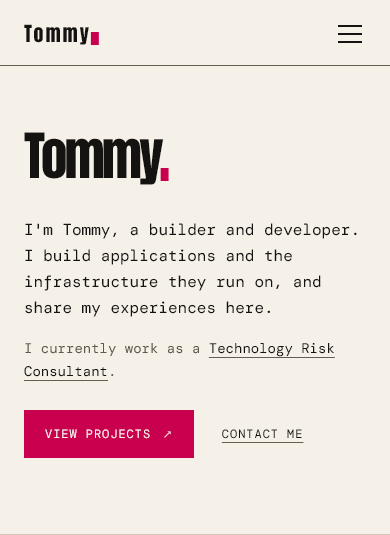 Tommy.
Tommy.
I'm Tommy, a builder and developer.
I build applications and the
infrastructure they run on, and
share my experiences here.
I currently work as a Technology Risk
Consultant.
VIEW PROJECTS ↗
CONTACT ME